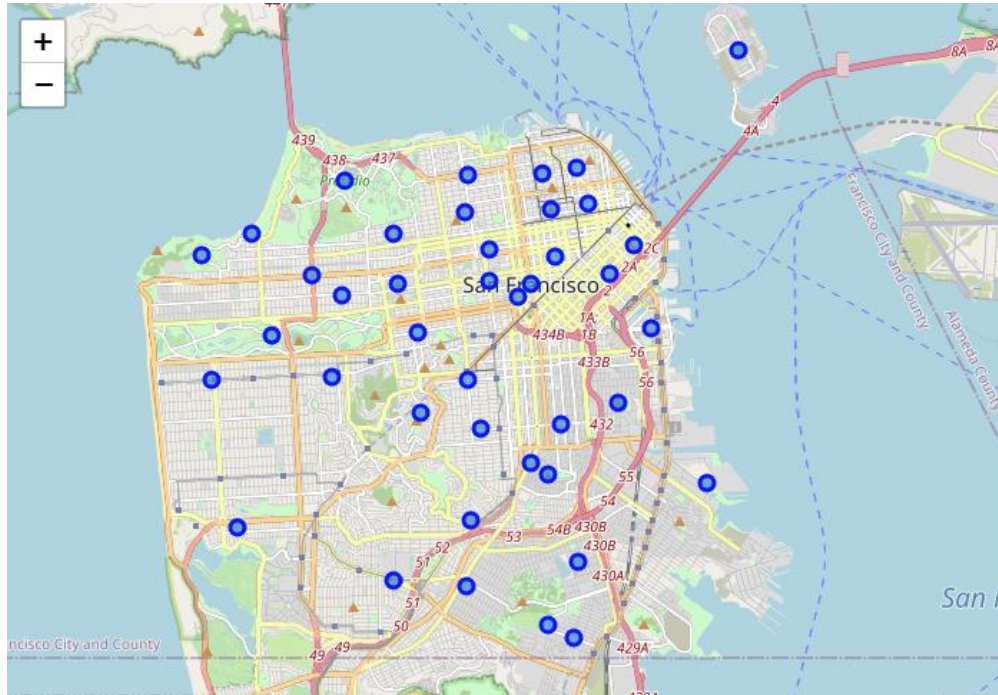 +
−
44
8A
8A
4
4A
439
438
437
Presidio
Francisco City and County
Alameda County
2C
2A
San Francisco
2
1A
434B
1B
433B
56
56
432
55
54
54B
430B
53
52
430B
51
430A
51
50
San
ncisco City and County
49
49
429A